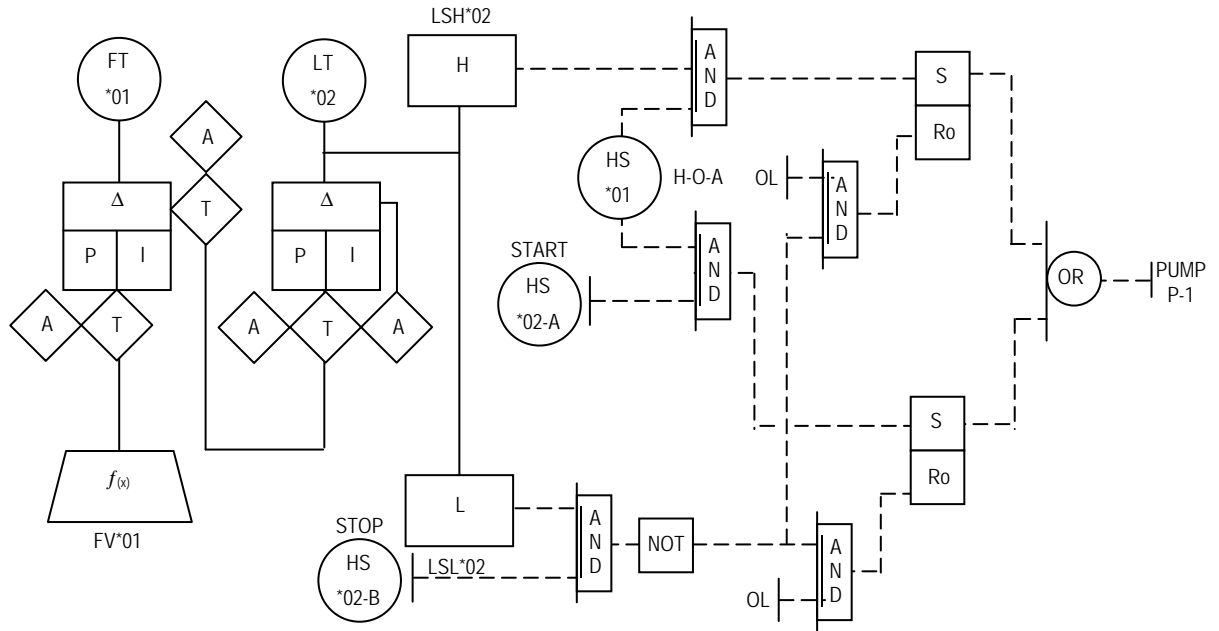 LSH*02
FT
*01
LT
*02
H
A
N
D
S
Ro
A
T
HS
*01
H-O-A
OL
A
N
D
Δ
P
I
A
T
Δ
P
I
A
T
A
START
HS
*02-A
A
N
D
OR
PUMP
P-1
f(x)
FV*01
S
Ro
L
STOP
HS
*02-B
LSL*02
A
N
D
NOT
OL
A
N
D